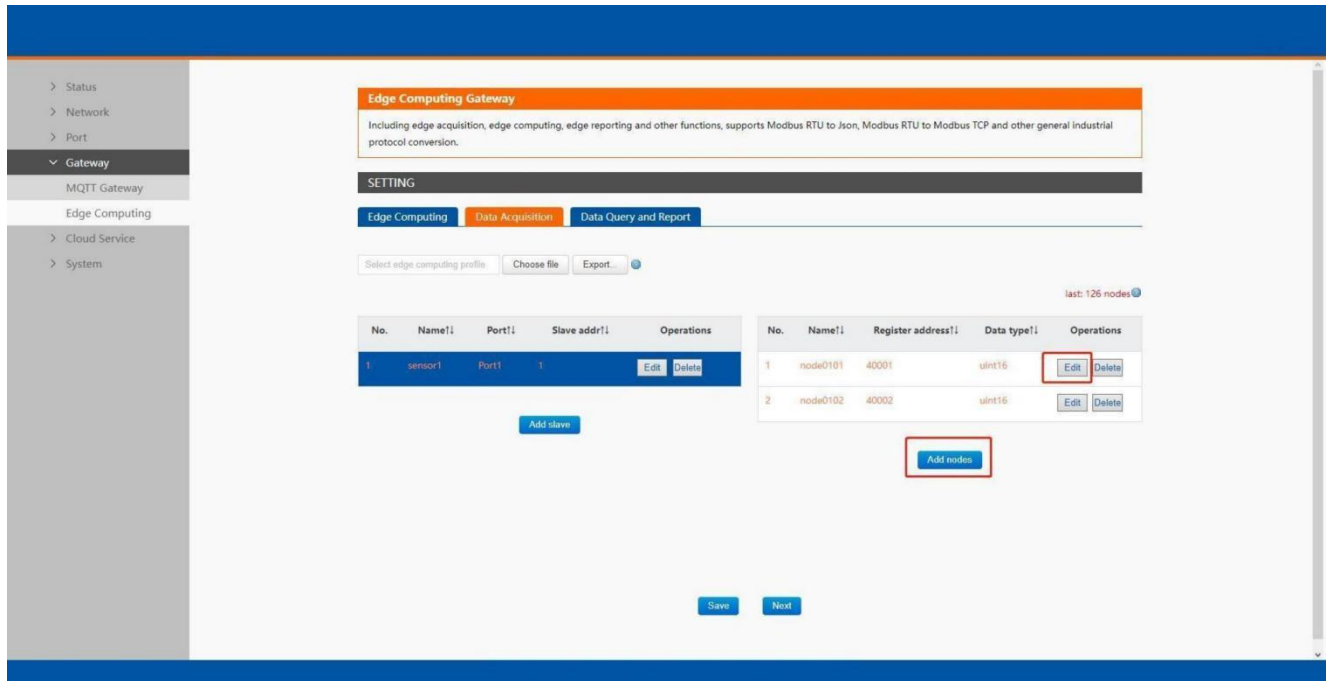 Status
Network
Port
Gateway
MQTT Gateway
Edge Computing
Cloud Service
System
Edge Computing Gateway
Including edge acquisition, edge computing, edge reporting and other functions, supports Modbus RTU to Json, Modbus RTU to Modbus TCP and other general industrial
protocol conversion.
SETTING
Edge Computing Data Acquisition Data Query and Report
Select edge computing profile Choose file Export...
last: 126 nodes
No. Name↑↓ Port↑↓ Slave addr↑↓ Operations
1 sensor1 Port1 1 Edit Delete
Add slave
No. Name↑↓ Register address↑↓ Data type↑↓ Operations
1 node0101 40001 uint16 Edit Delete
2 node0102 40002 uint16 Edit Delete
Add nodes
Save Next